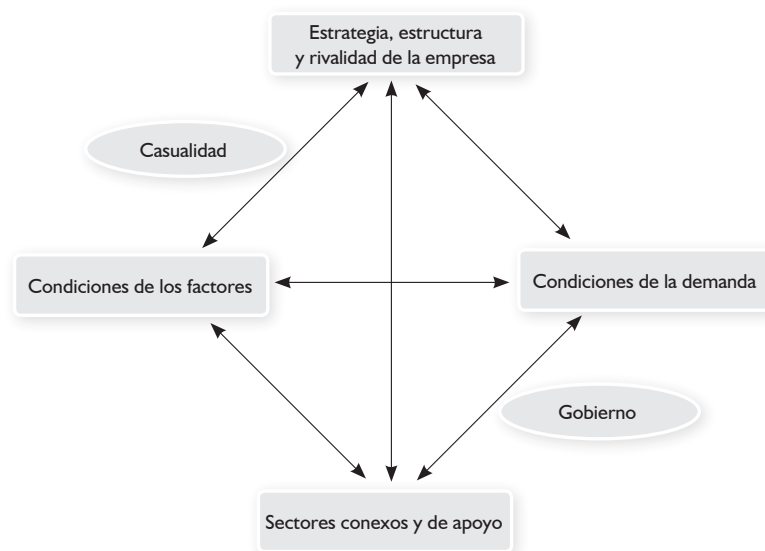 Estrategia, estructura
y rivalidad de la empresa
Casualidad
Condiciones de los factores
Condiciones de la demanda
Gobierno
Sectores conexos y de apoyo